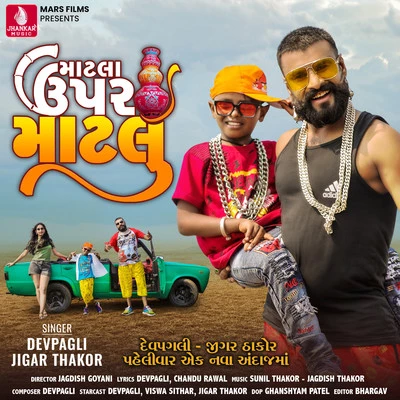 JHANKAR
MUSIC
MARS FILMS
PRESENTS
માટલા
ઉપર
માટલુ
adidas
SINGER
DEVPAGLI
JIGAR THAKOR
દેવપગલી - જીગર ઠાકોર
પહેલીવાર એક નવા અંદાજમાં
DIRECTOR JAGDISH GOYANI LYRICS DEVPAGLI, CHANDU RAWAL MUSIC SUNIL THAKOR - JAGDISH THAKOR
COMPOSER DEVPAGLI STARCAST DEVPAGLI, VISWA SITHAR, JIGAR THAKOR DOP GHANSHYAM PATEL EDITOR BHARGAV